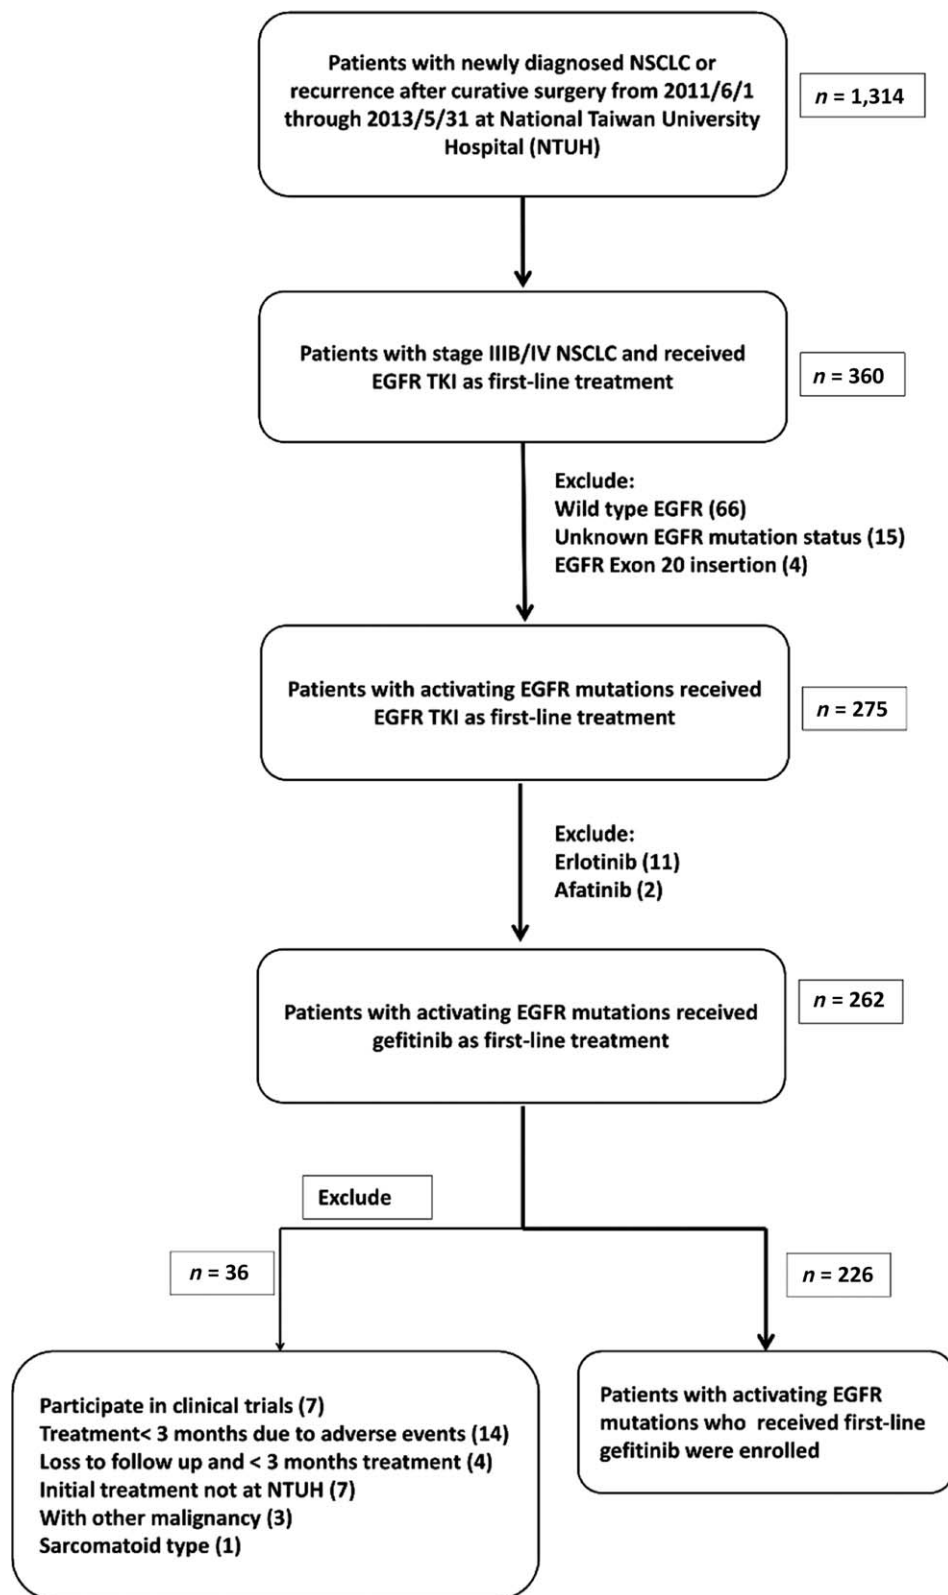 Patients with newly diagnosed NSCLC or
recurrence after curative surgery from 2011/6/1
through 2013/5/31 at National Taiwan University
Hospital (NTUH)
n = 1,314
Patients with stage IIIB/IV NSCLC and received
EGFR TKI as first-line treatment
n = 360
Exclude:
Wild type EGFR (66)
Unknown EGFR mutation status (15)
EGFR Exon 20 insertion (4)
Patients with activating EGFR mutations received
EGFR TKI as first-line treatment
n = 275
Exclude:
Erlotinib (11)
Afatinib (2)
Patients with activating EGFR mutations received
gefitinib as first-line treatment
n = 262
Exclude
n = 36
n = 226
Participate in clinical trials (7)
Treatment< 3 months due to adverse events (14)
Loss to follow up and < 3 months treatment (4)
Initial treatment not at NTUH (7)
With other malignancy (3)
Sarcomatoid type (1)
Patients with activating EGFR
mutations who received first-line
gefitinib were enrolled